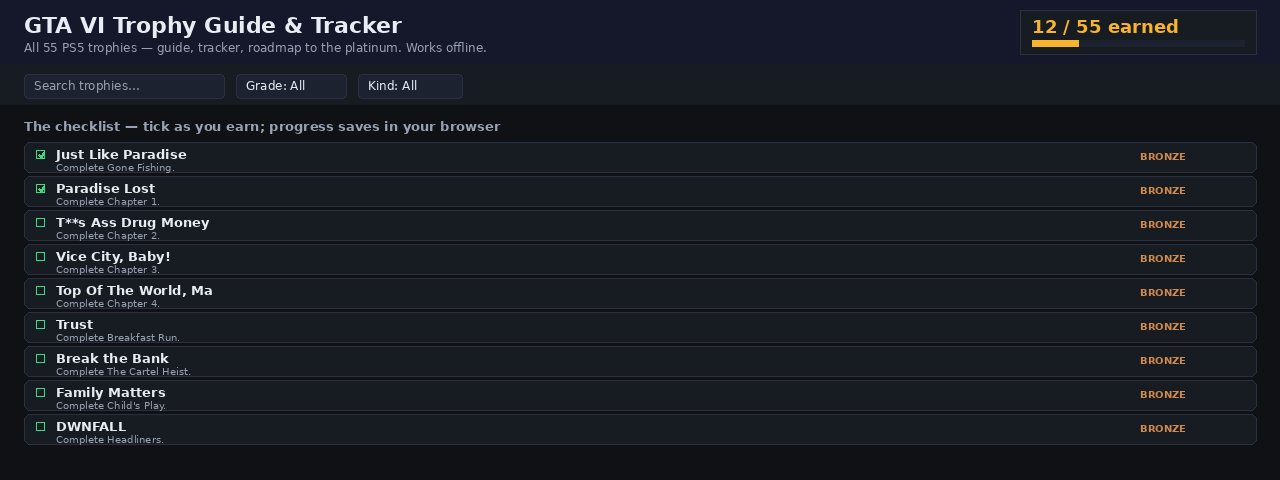 GTA VI Trophy Guide & Tracker
12 / 55 earned
All 55 PS5 trophies — guide, tracker, roadmap to the platinum. Works offline.
Search trophies...
Grade: All
Kind: All
The checklist — tick as you earn; progress saves in your browser
Just Like Paradise
BRONZE
Complete Gone Fishing.
Paradise Lost
BRONZE
Complete Chapter 1.
T**s Ass Drug Money
BRONZE
Complete Chapter 2.
Vice City, Baby!
BRONZE
Complete Chapter 3.
Top Of The World, Ma
BRONZE
Complete Chapter 4.
Trust
BRONZE
Complete Breakfast Run.
Break the Bank
BRONZE
Complete The Cartel Heist.
Family Matters
BRONZE
Complete Child's Play.
DWNFALL
BRONZE
Complete Headliners.